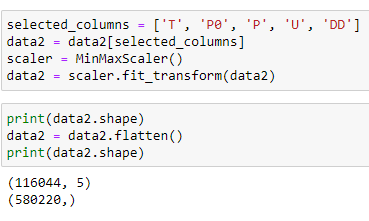 selected_columns = ['T', 'P0', 'P', 'U', 'DD']
data2 = data2[selected_columns]
scaler = MinMaxScaler()
data2 = scaler.fit_transform(data2)
print(data2.shape)
data2 = data2.flatten()
print(data2.shape)
(116044, 5)
(580220,)